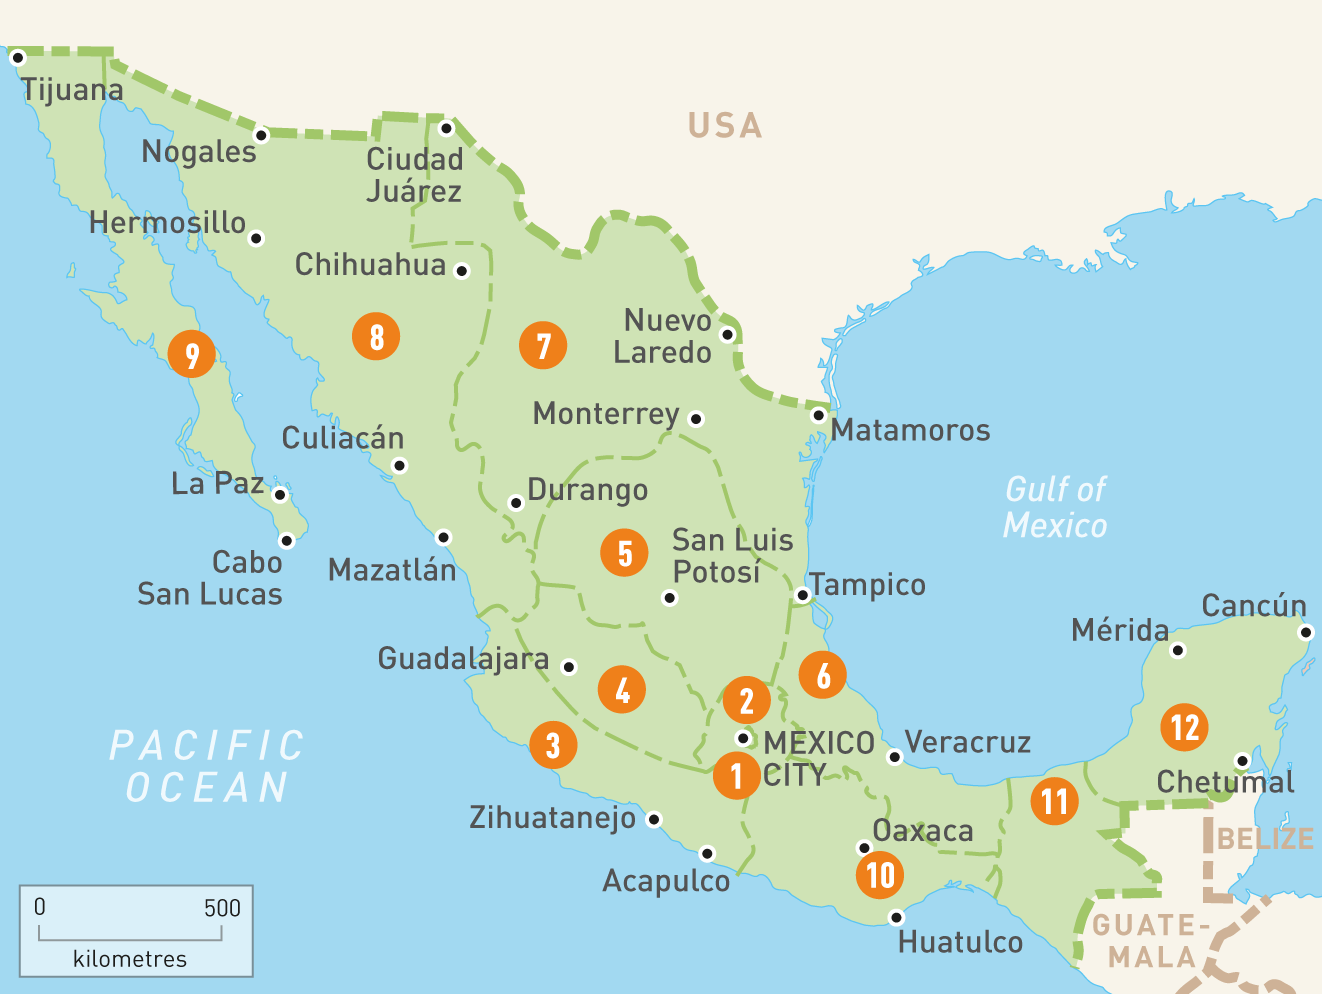 USA
Tijuana
Nogales
Ciudad
Juárez
Hermosillo
Chihuahua
Nuevo
Laredo
8
7
9
Monterrey
Matamoros
Culiacán
La Paz
Durango
Gulf of
Mexico
Cabo
San Lucas
Mazatlán
5
San Luis
Potosí
Tampico
Cancún
Mérida
Guadalajara
4
2
6
12
3
MEXICO
CITY
1
Veracruz
Chetumal
PACIFIC
OCEAN
11
Zihuatanejo
Oaxaca
BELIZE
Acapulco
10
Huatulco
GUATE-
MALA
0 500
kilometres